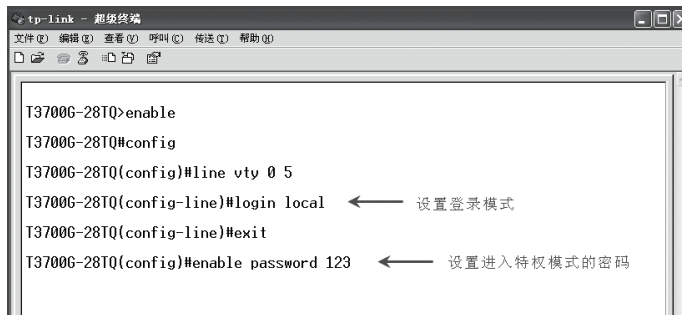 tp-link - 超级终端
文件(F) 编辑(E) 查看(V) 呼叫(C) 传送(T) 帮助(H)
T3700G-28TQ>enable
T3700G-28TQ#config
T3700G-28TQ(config)#line vty 0 5
T3700G-28TQ(config-line)#login local 设置登录模式
T3700G-28TQ(config-line)#exit
T3700G-28TQ(config)#enable password 123 设置进入特权模式的密码